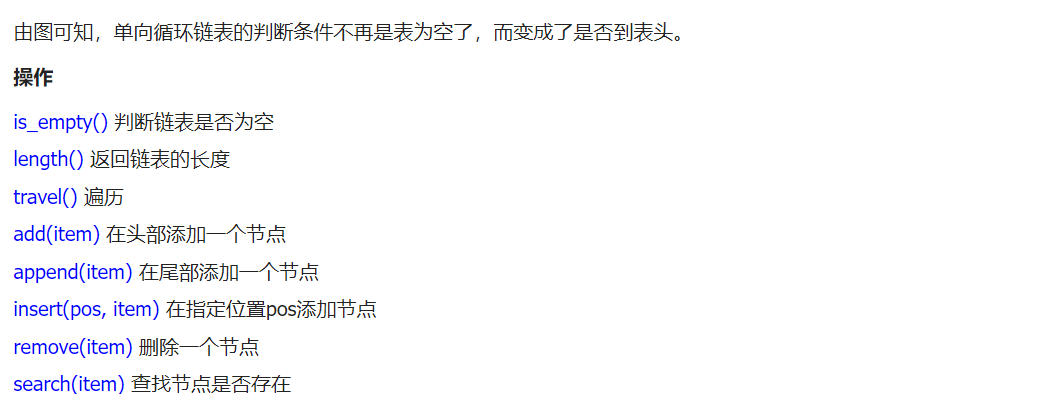 由图可知，单向循环链表的判断条件不再是表为空了，而变成了是否到表头。
操作
is_empty() 判断链表是否为空
length() 返回链表的长度
travel() 遍历
add(item) 在头部添加一个节点
append(item) 在尾部添加一个节点
insert(pos, item) 在指定位置pos添加节点
remove(item) 删除一个节点
search(item) 查找节点是否存在